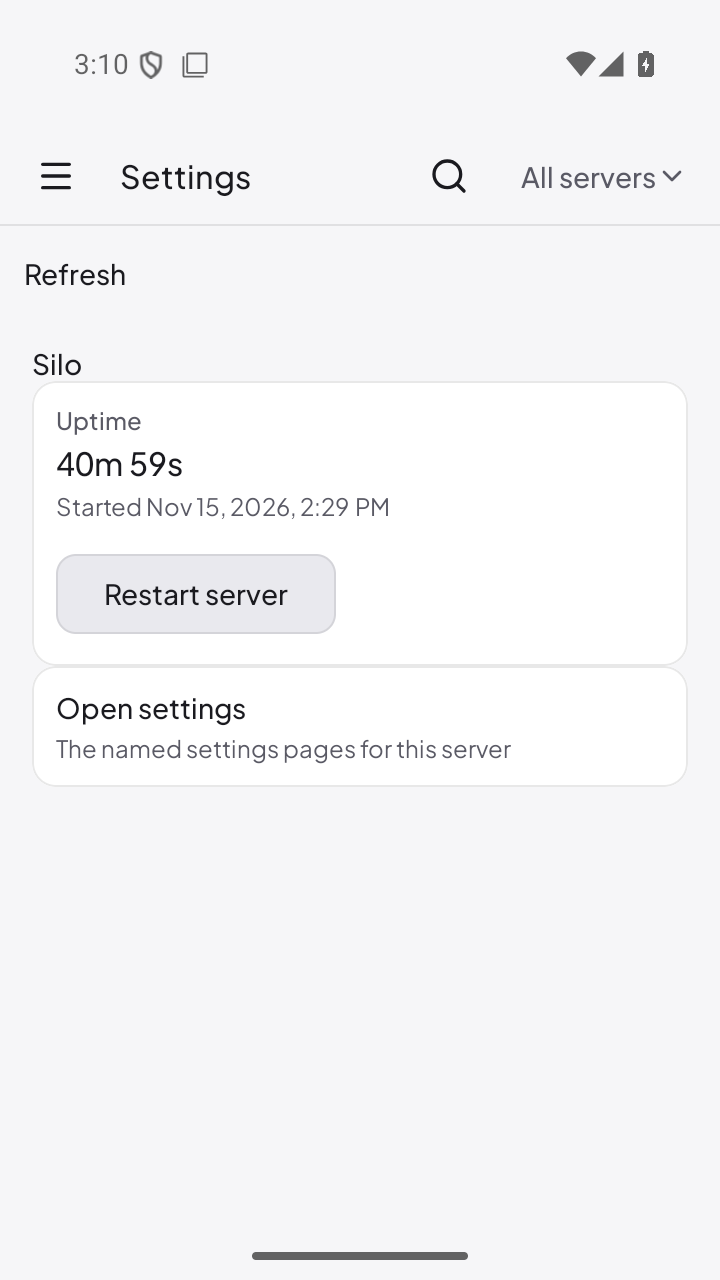 3:10
Settings
All servers
Refresh
Silo
Uptime
40m 59s
Started Nov 15, 2026, 2:29 PM
Restart server
Open settings
The named settings pages for this server